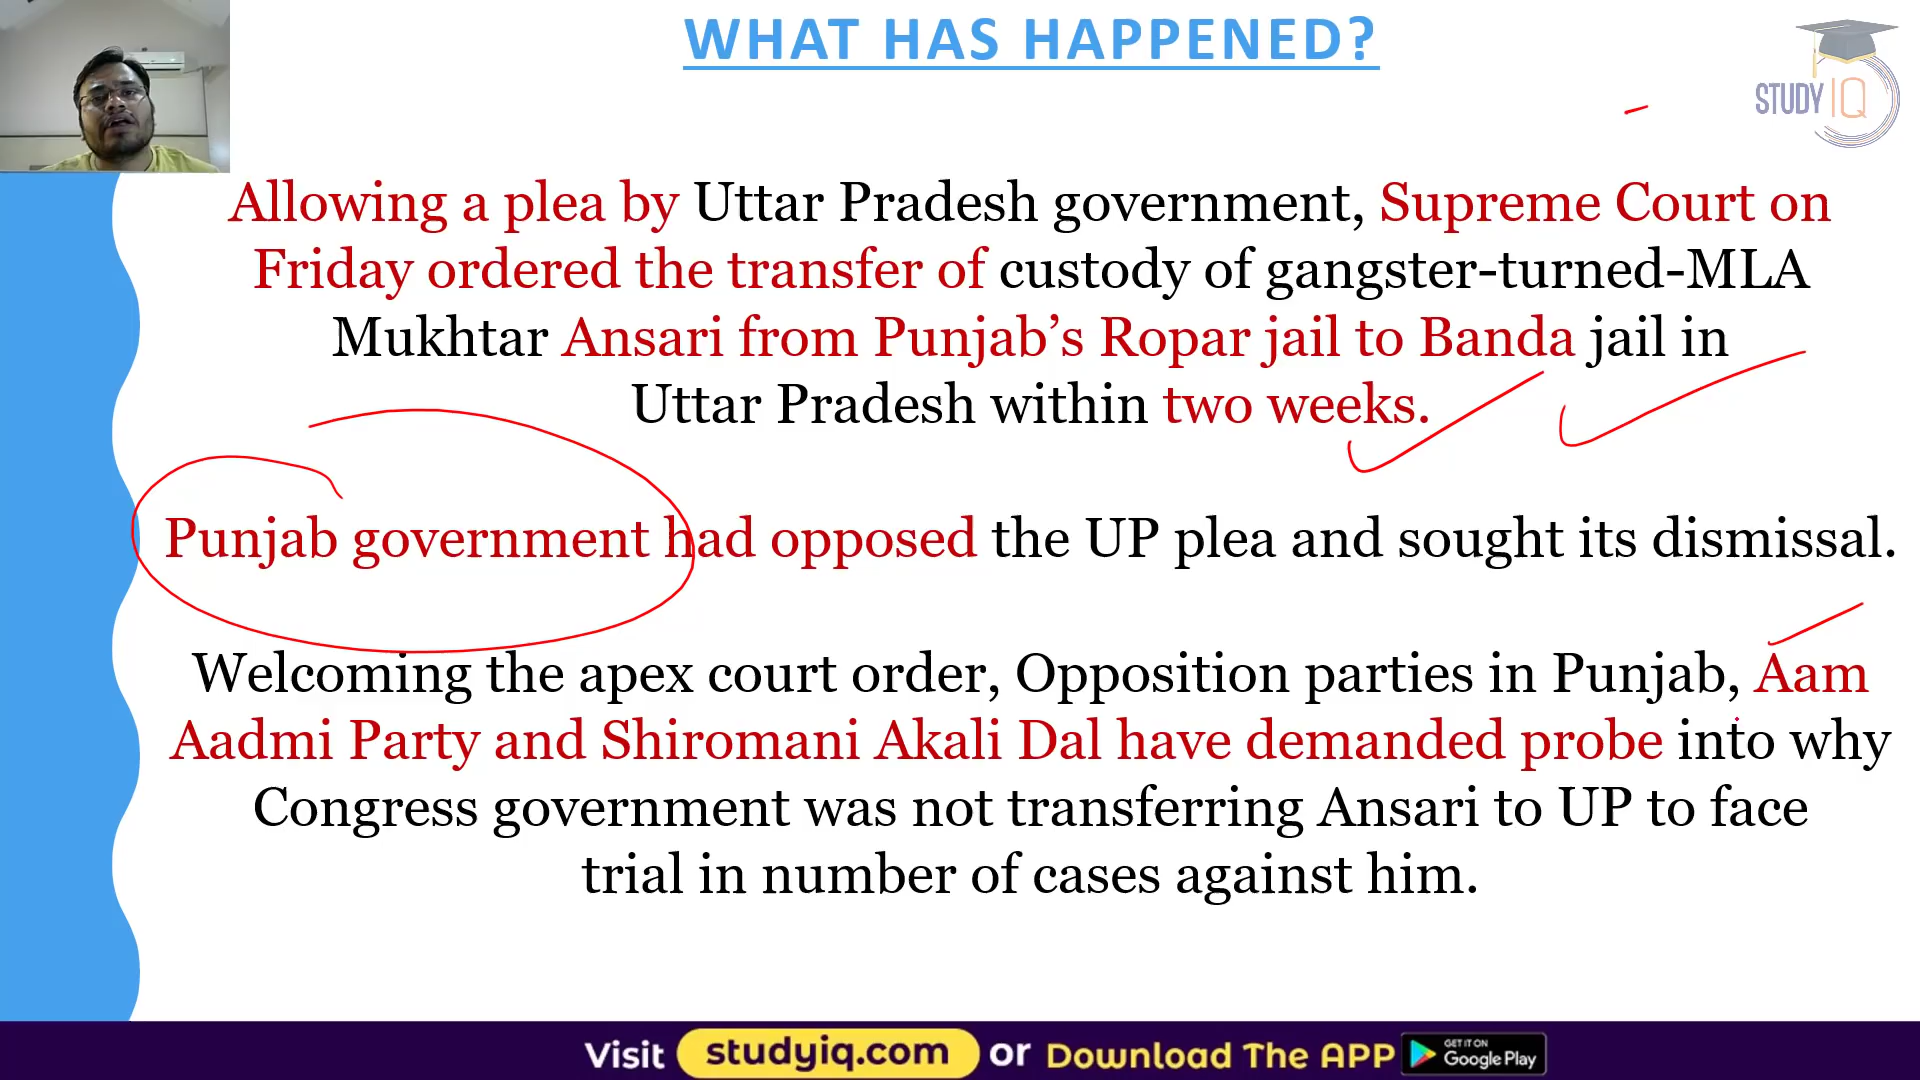 WHAT HAS HAPPENED?
STUDY IQ
Allowing a plea by Uttar Pradesh government, Supreme Court on
Friday ordered the transfer of custody of gangster-turned-MLA
Mukhtar Ansari from Punjab’s Ropar jail to Banda jail in
Uttar Pradesh within two weeks.
Punjab government had opposed the UP plea and sought its dismissal.
Welcoming the apex court order, Opposition parties in Punjab, Aam
Aadmi Party and Shiromani Akali Dal have demanded probe into why
Congress government was not transferring Ansari to UP to face
trial in number of cases against him.
Visit studyiq.com or Download The APP GET IT ON Google Play